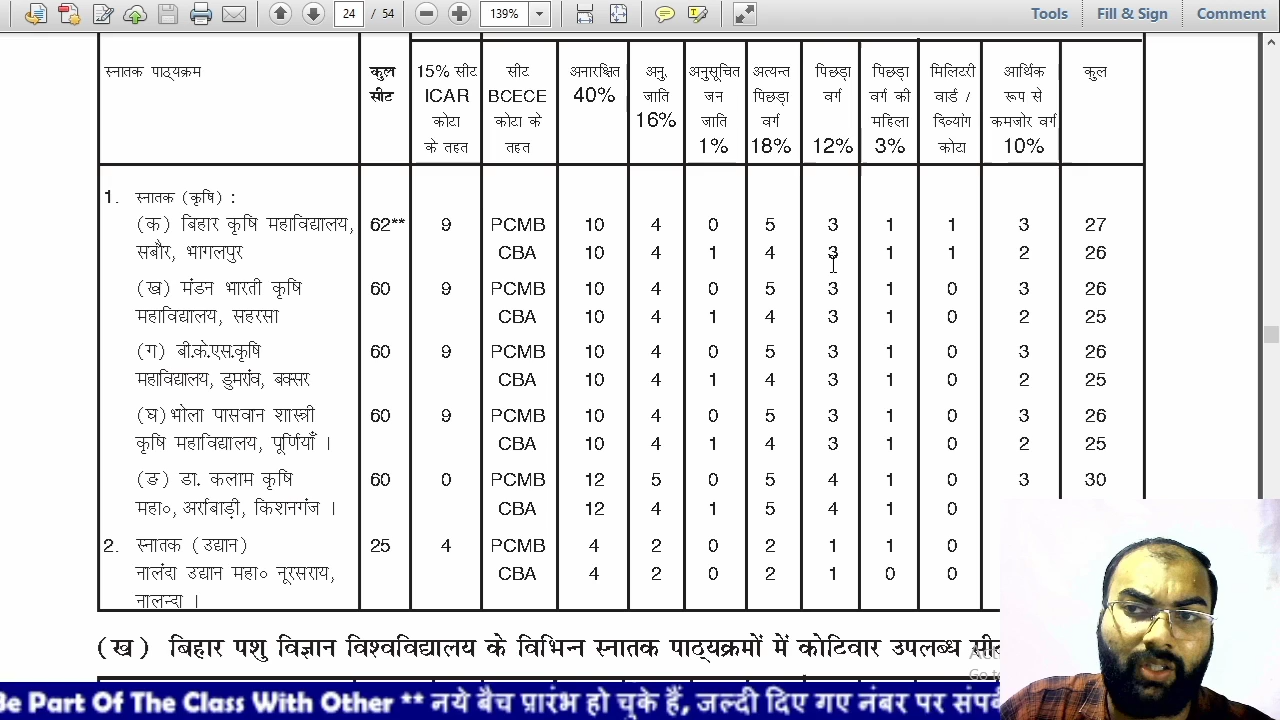 24 / 54 139% Tools Fill & Sign Comment
स्नातक पाठ्यक्रम कुल 15% सीट सीट अनारक्षित अनु. अनुसूचित अत्यन्त पिछड़ा पिछड़ा मिलिटरी आर्थिक कुल
सीट ICAR BCECE 40% जाति जन पिछड़ा वर्ग वर्ग की वार्ड / रूप से
कोटा कोटा के 16% जाति वर्ग महिला दिव्यांग कमजोर वर्ग
के तहत तहत 1% 18% 12% 3% कोटा 10%
1. स्नातक (कृषि) :
(क) बिहार कृषि महाविद्यालय, 62** 9 PCMB 10 4 0 5 3 1 1 3 27
सबौर, भागलपुर CBA 10 4 1 4 3 1 1 2 26
(ख) मंडन भारती कृषि 60 9 PCMB 10 4 0 5 3 1 0 3 26
महाविद्यालय, सहरसा CBA 10 4 1 4 3 1 0 2 25
(ग) बी.के.एस.कृषि 60 9 PCMB 10 4 0 5 3 1 0 3 26
महाविद्यालय, डुमरांव, बक्सर CBA 10 4 1 4 3 1 0 2 25
(घ) भोला पासवान शास्त्री 60 9 PCMB 10 4 0 5 3 1 0 3 26
कृषि महाविद्यालय, पूर्णियाँ । CBA 10 4 1 4 3 1 0 2 25
(ङ) डा. कलाम कृषि 60 0 PCMB 12 5 0 5 4 1 0 3 30
महा०, अर्राबाड़ी, किशनगंज । CBA 12 4 1 5 4 1 0
2. स्नातक (उद्यान) 25 4 PCMB 4 2 0 2 1 1 0
नालंदा उद्यान महा० नूरसराय, CBA 4 2 0 2 1 0 0
नालन्दा ।
(ख) बिहार पशु विज्ञान विश्वविद्यालय के विभिन्न स्नातक पाठ्यक्रमों में कोटिवार उपलब्ध
Be Part Of The Class With Other ** नये बैच प्रारंभ हो चुके हैं, जल्दी दिए गए नंबर पर